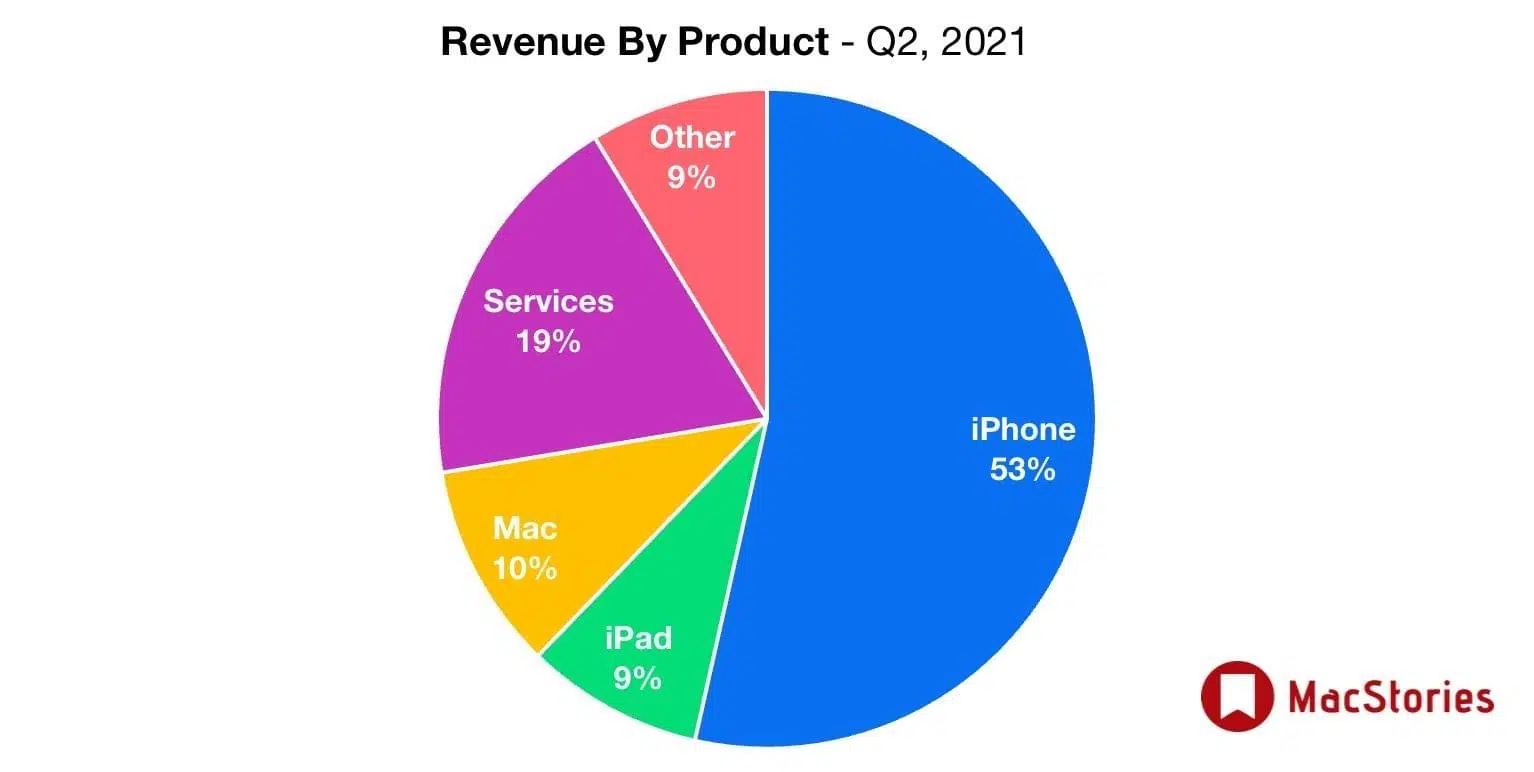 Revenue By Product - Q2, 2021
Other
9%
Services
19%
iPhone
53%
Mac
10%
iPad
9%
MacStories